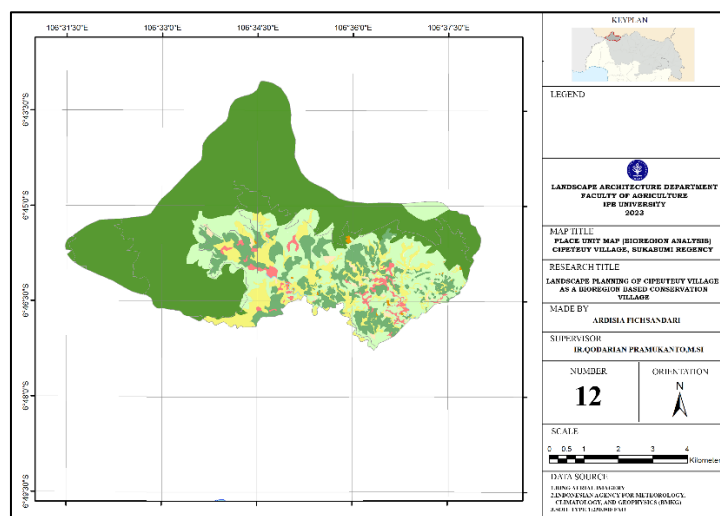 106°31'30"E 106°33'0"E 106°34'30"E 106°36'0"E 106°37'30"E
6°43'30"S
6°45'0"S
6°46'30"S
6°48'0"S
6°49'30"S
KEYPLAN
LEGEND
LANDSCAPE ARCHITECTURE DEPARTMENT
FACULTY OF AGRICULTURE
IPB UNIVERSITY
2023
MAP TITLE
PLACE UNIT MAP (BIOREGION ANALYSIS)
CIPETEUY VILLAGE, SUKABUMI REGENCY
RESEARCH TITLE
LANDSCAPE PLANNING OF CIPEUTEUY VILLAGE
AS A BIOREGION BASED CONSERVATION
VILLAGE
MADE BY
ARDISIA FICHSANDARI
SUPERVISOR
IR.QODARIAN PRAMUKANTO,M.SI
NUMBER
12
ORIENTATION
N
SCALE
0 0.5 1 2 3 4
Kilometer
DATA SOURCE
1.BING AERIAL IMAGERY
2.INDONESIAN AGENCY FOR METEOROLOGY,
CLIMATOLOGY, AND GEOPHYSICS (BMKG)
3.SOIL TYPE